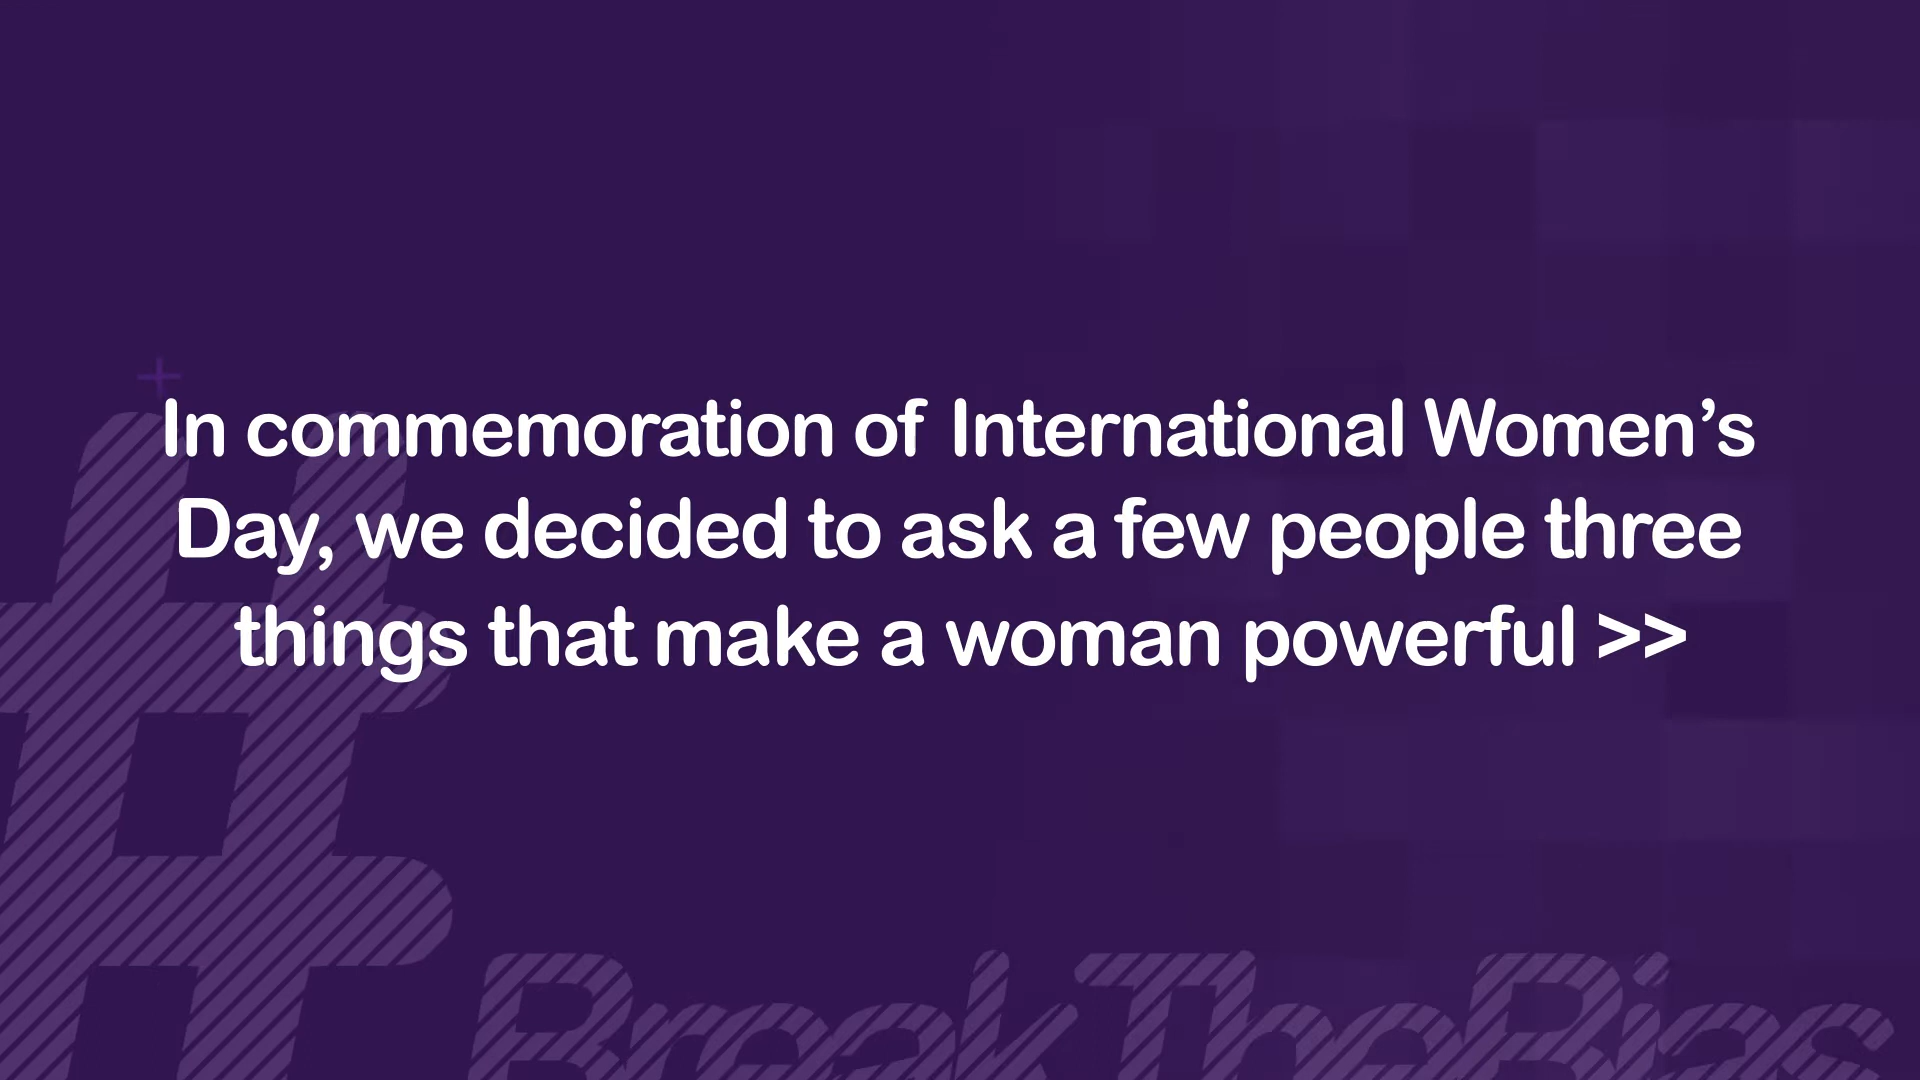 In commemoration of International Women’s
Day, we decided to ask a few people three
things that make a woman powerful >>
#BreakTheBias